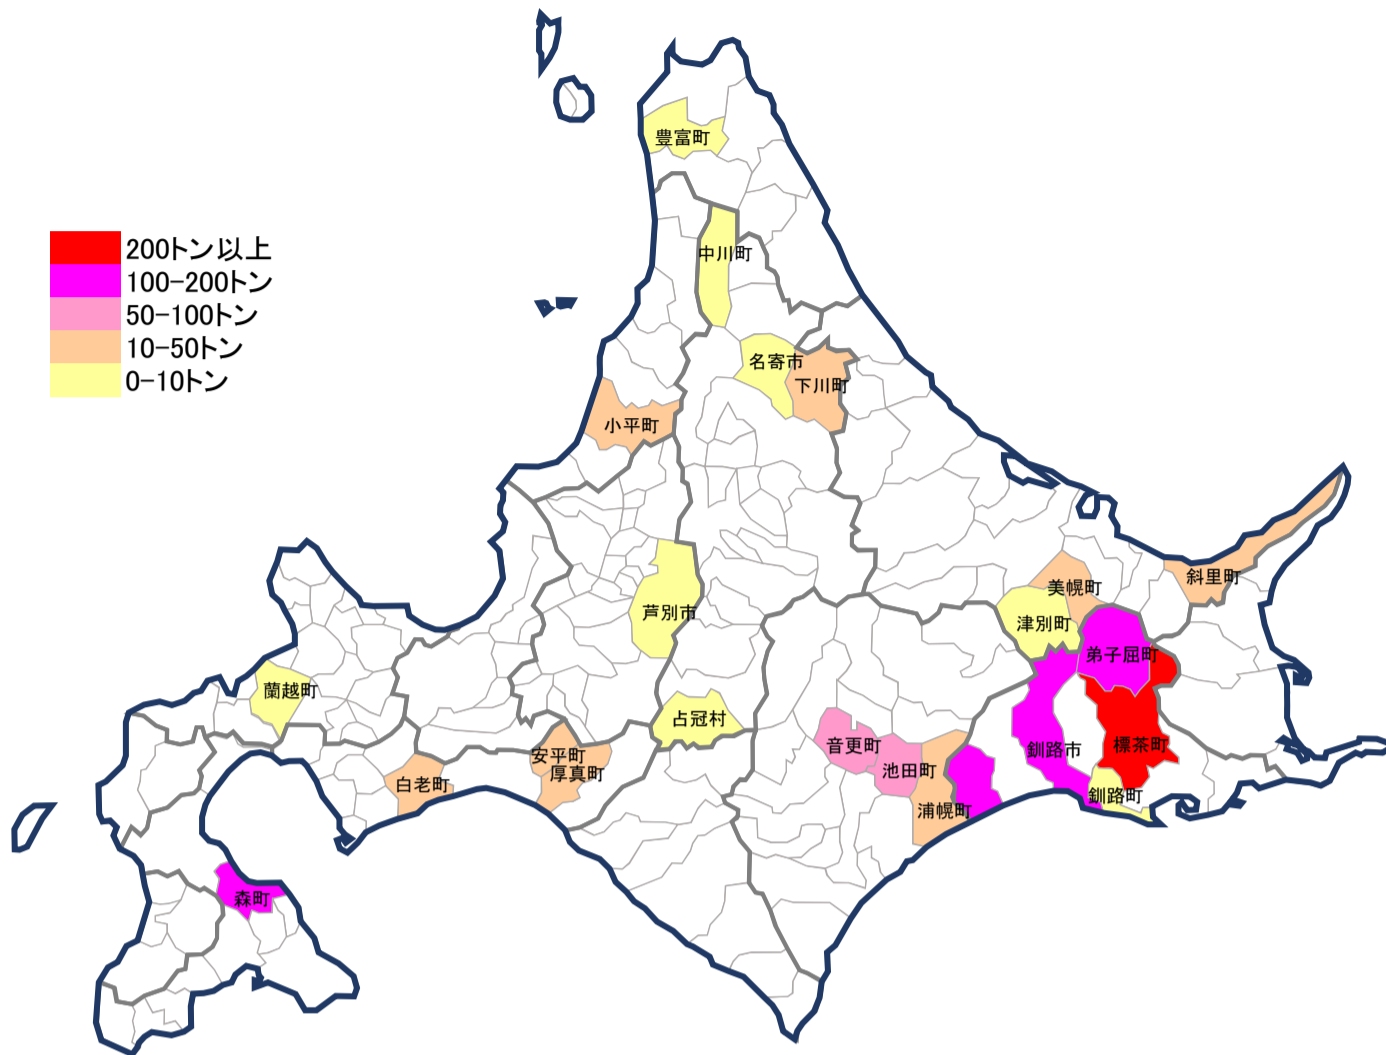 豊富町
200トン以上
100-200トン
50-100トン
10-50トン
0-10トン
中川町
名寄市
下川町
小平町
斜里町
美幌町
津別町
芦別市
弟子屈町
蘭越町
占冠村
音更町
釧路市
標茶町
安平町
厚真町
池田町
白老町
釧路町
浦幌町
森町